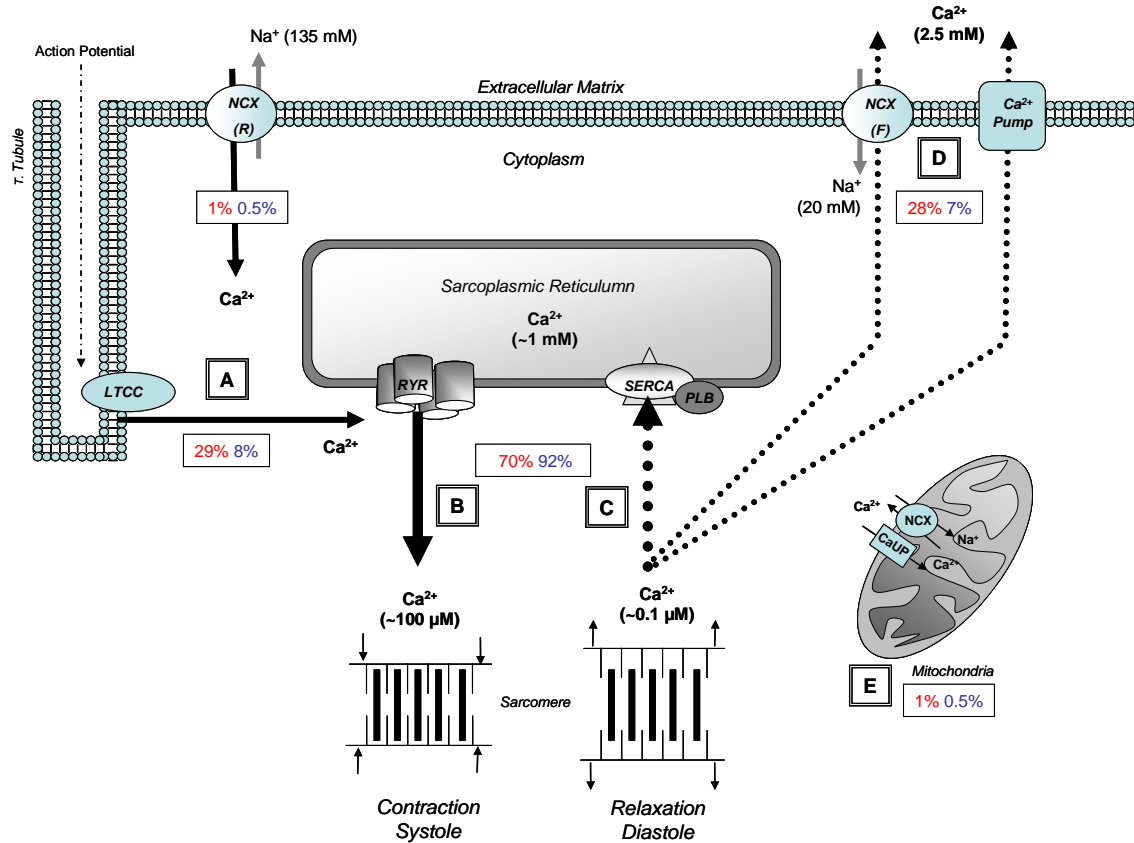 Action Potential
Na⁺ (135 mM)
Ca²⁺
(2.5 mM)
NCX
(R)
Extracellular Matrix
NCX
(F)
Ca²⁺
Pump
T. Tubule
Cytoplasm
D
1% 0.5%
Na⁺
(20 mM)
28% 7%
Ca²⁺
Sarcoplasmic Reticulumn
Ca²⁺
(~1 mM)
A
LTCC
RYR
SERCA
PLB
29% 8%
Ca²⁺
70% 92%
B
C
Ca²⁺
NCX
Na⁺
CaUP
Ca²⁺
Ca²⁺
(~100 µM)
Ca²⁺
(~0.1 µM)
E
Mitochondria
1% 0.5%
Sarcomere
Contraction
Systole
Relaxation
Diastole